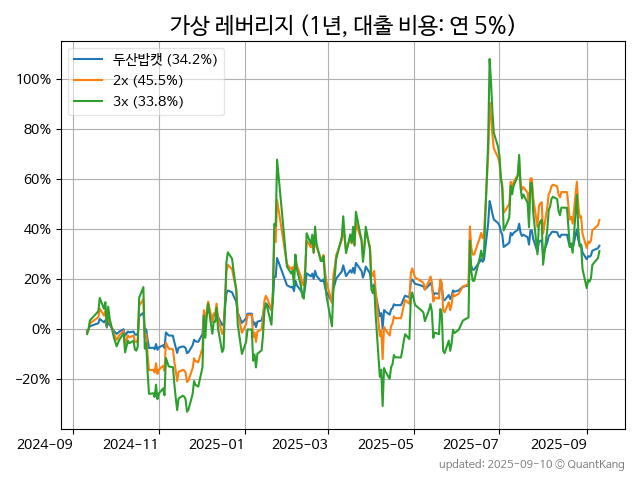 가상 레버리지 (1년, 대출 비용: 연 5%)
두산밥캣 (34.2%)
2x (45.5%)
3x (33.8%)
100%
80%
60%
40%
20%
0%
−20%
2024-09
2024-11
2025-01
2025-03
2025-05
2025-07
2025-09
updated: 2025-09-10 © QuantKang